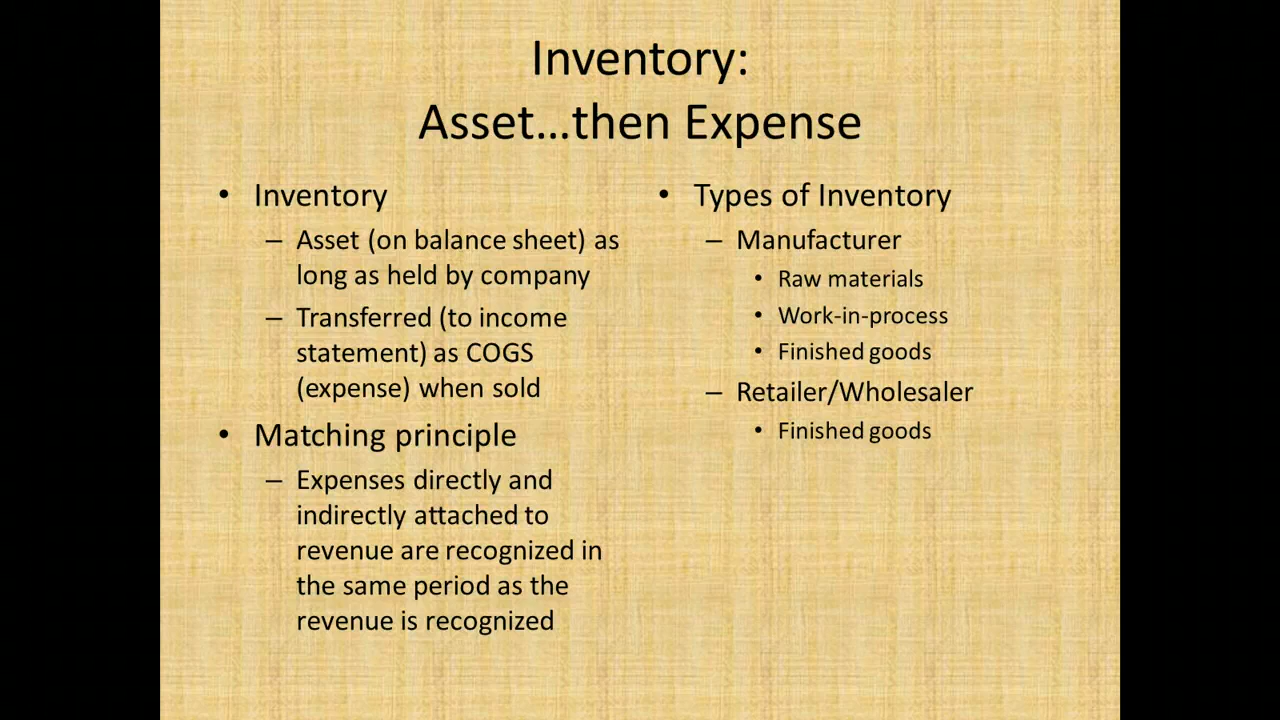 Inventory:
Asset...then Expense
• Inventory
– Asset (on balance sheet) as
long as held by company
– Transferred (to income
statement) as COGS
(expense) when sold
• Matching principle
– Expenses directly and
indirectly attached to
revenue are recognized in
the same period as the
revenue is recognized
• Types of Inventory
– Manufacturer
• Raw materials
• Work-in-process
• Finished goods
– Retailer/Wholesaler
• Finished goods